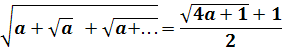 √(a + √a + √a+...) = (√(4a + 1) + 1) / 2